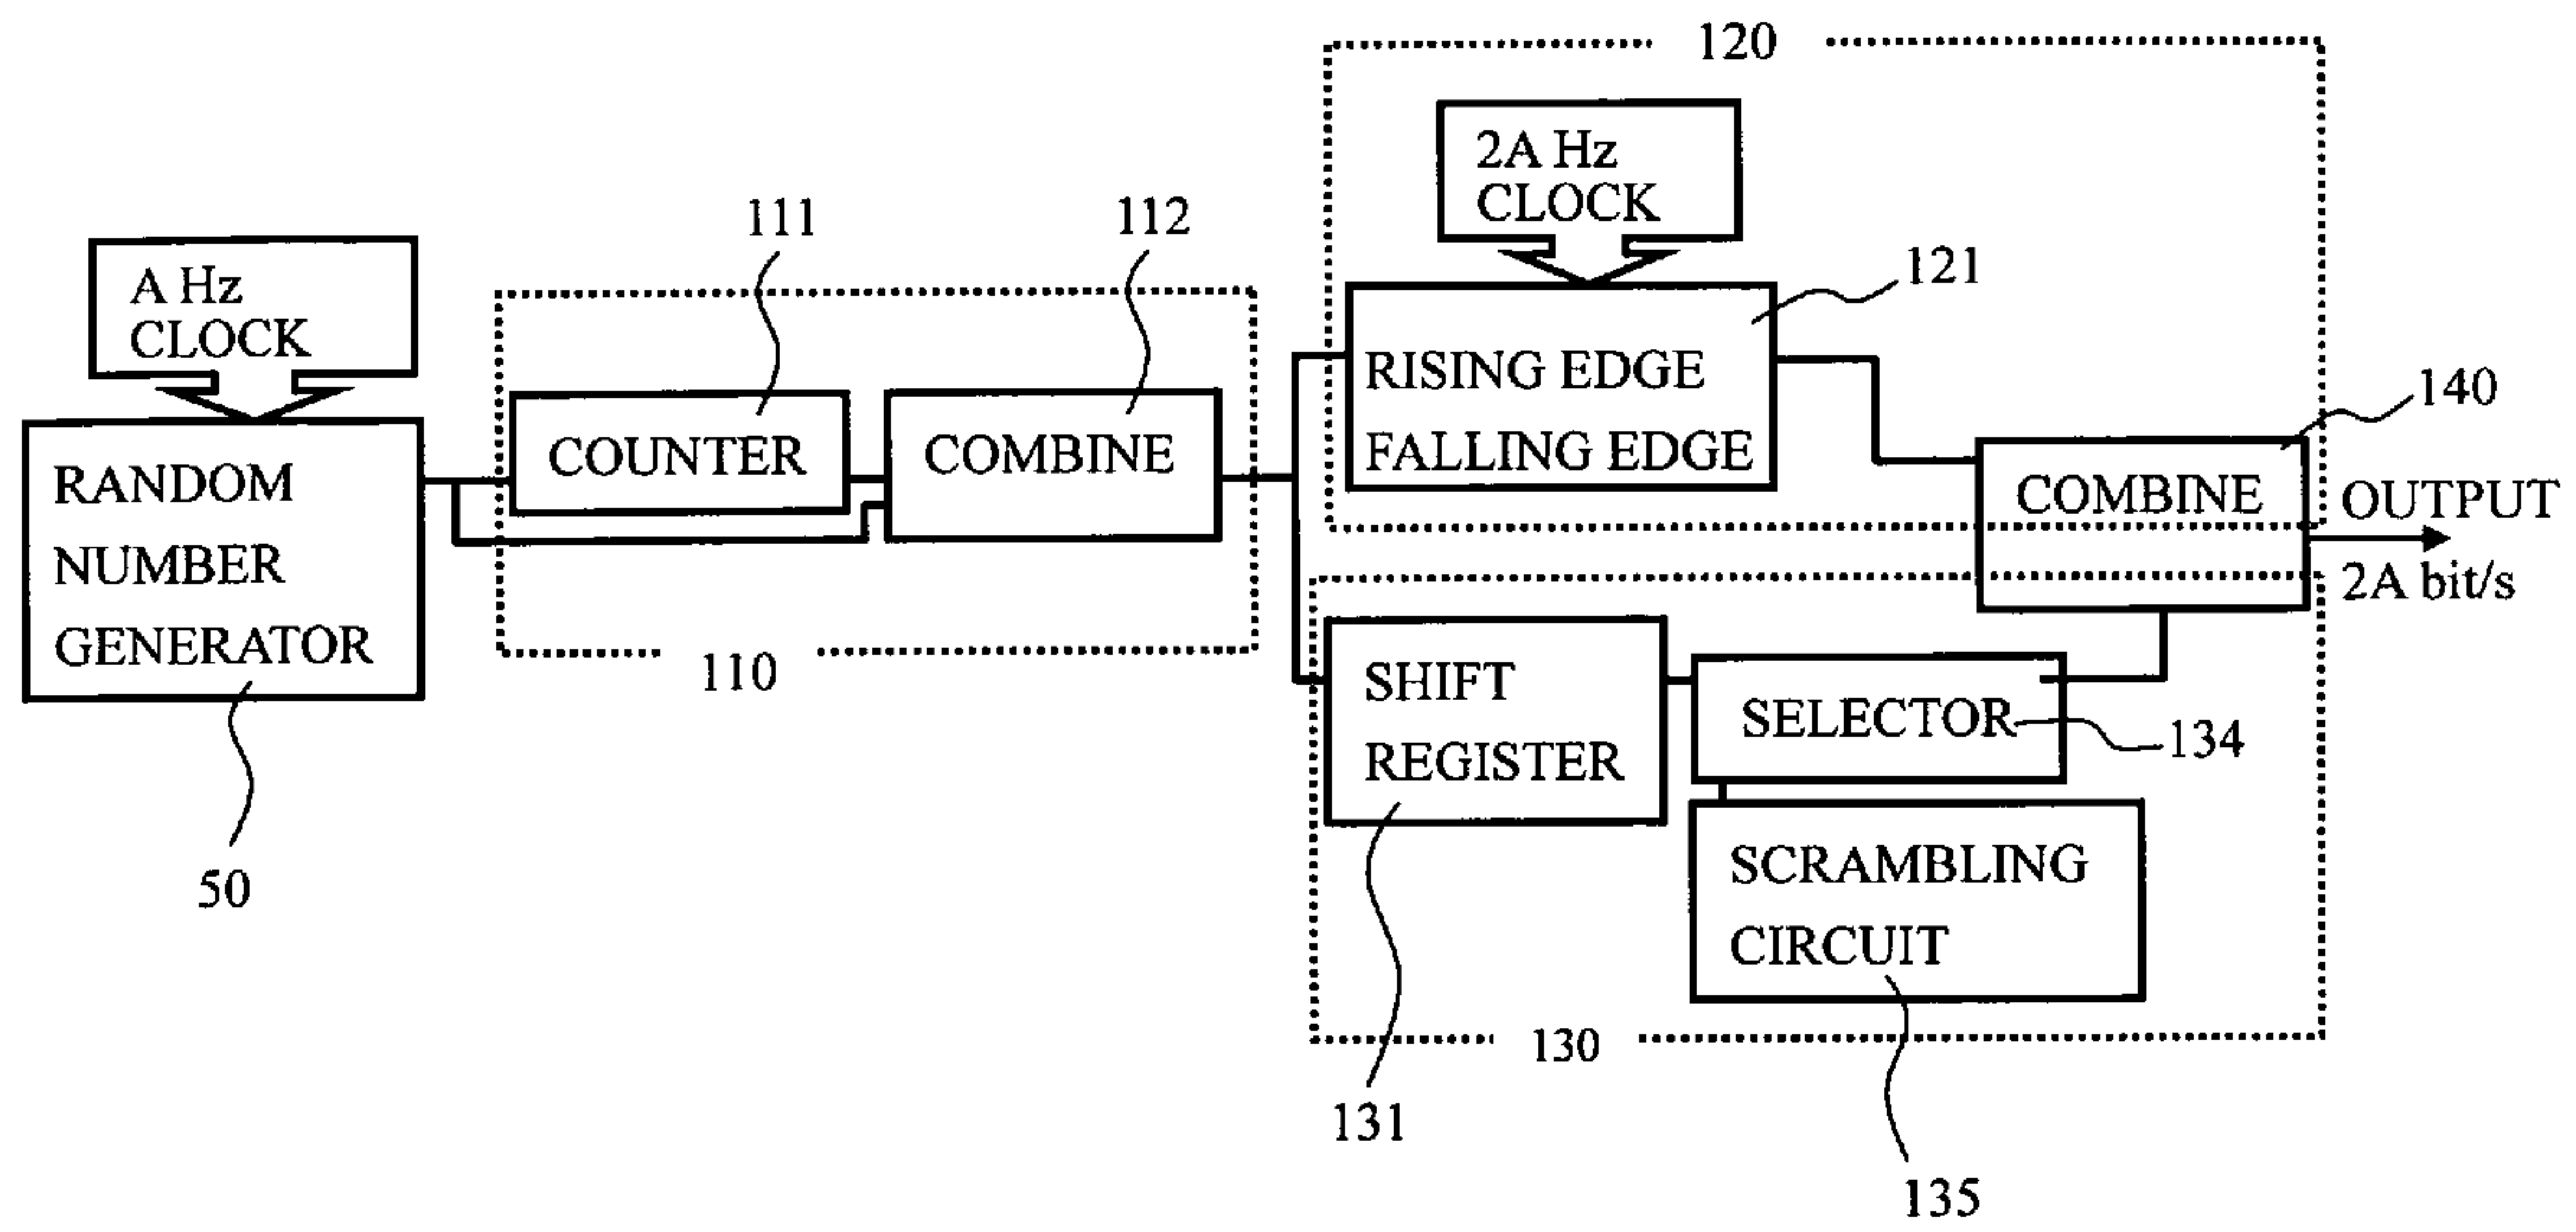 120
2A Hz
CLOCK
111
112
121
A Hz
CLOCK
RISING EDGE
FALLING EDGE
140
COUNTER
COMBINE
COMBINE
OUTPUT
2A bit/s
RANDOM
NUMBER
GENERATOR
110
SHIFT
REGISTER
SELECTOR
134
50
SCRAMBLING
CIRCUIT
130
131
135